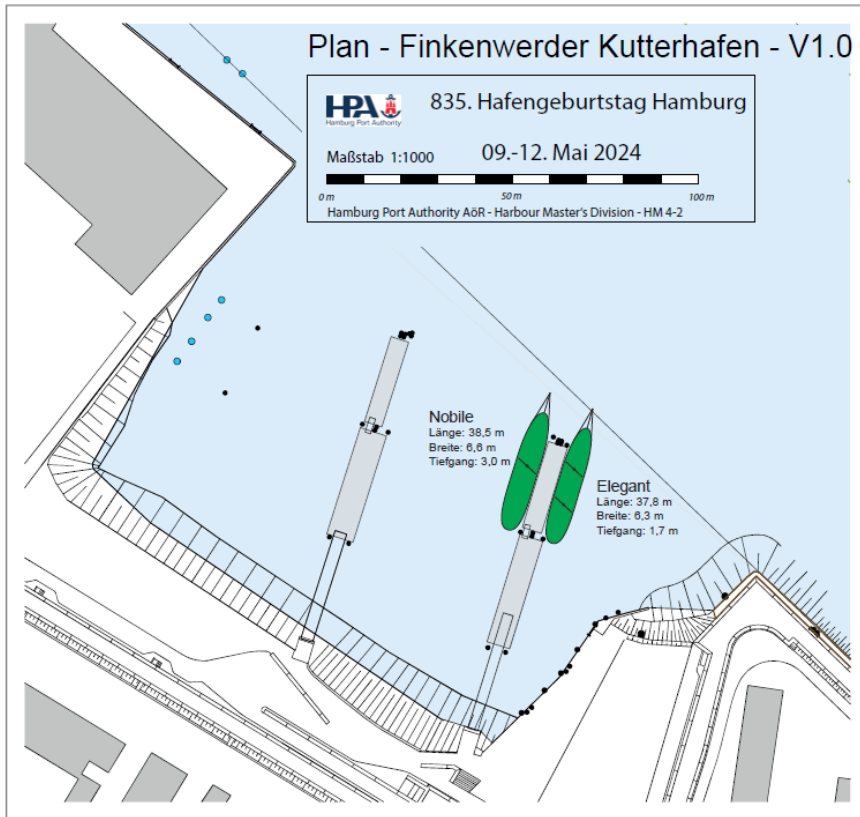 Plan - Finkenwerder Kutterhafen - V1.0
HPA
Hamburg Port Authority
835. Hafengeburtstag Hamburg
Maßstab 1:1000
09.-12. Mai 2024
0 m
50 m
100 m
Hamburg Port Authority AöR - Harbour Master's Division - HM 4-2
Nobile
Länge: 38,5 m
Breite: 6,6 m
Tiefgang: 3,0 m
Elegant
Länge: 37,8 m
Breite: 6,3 m
Tiefgang: 1,7 m